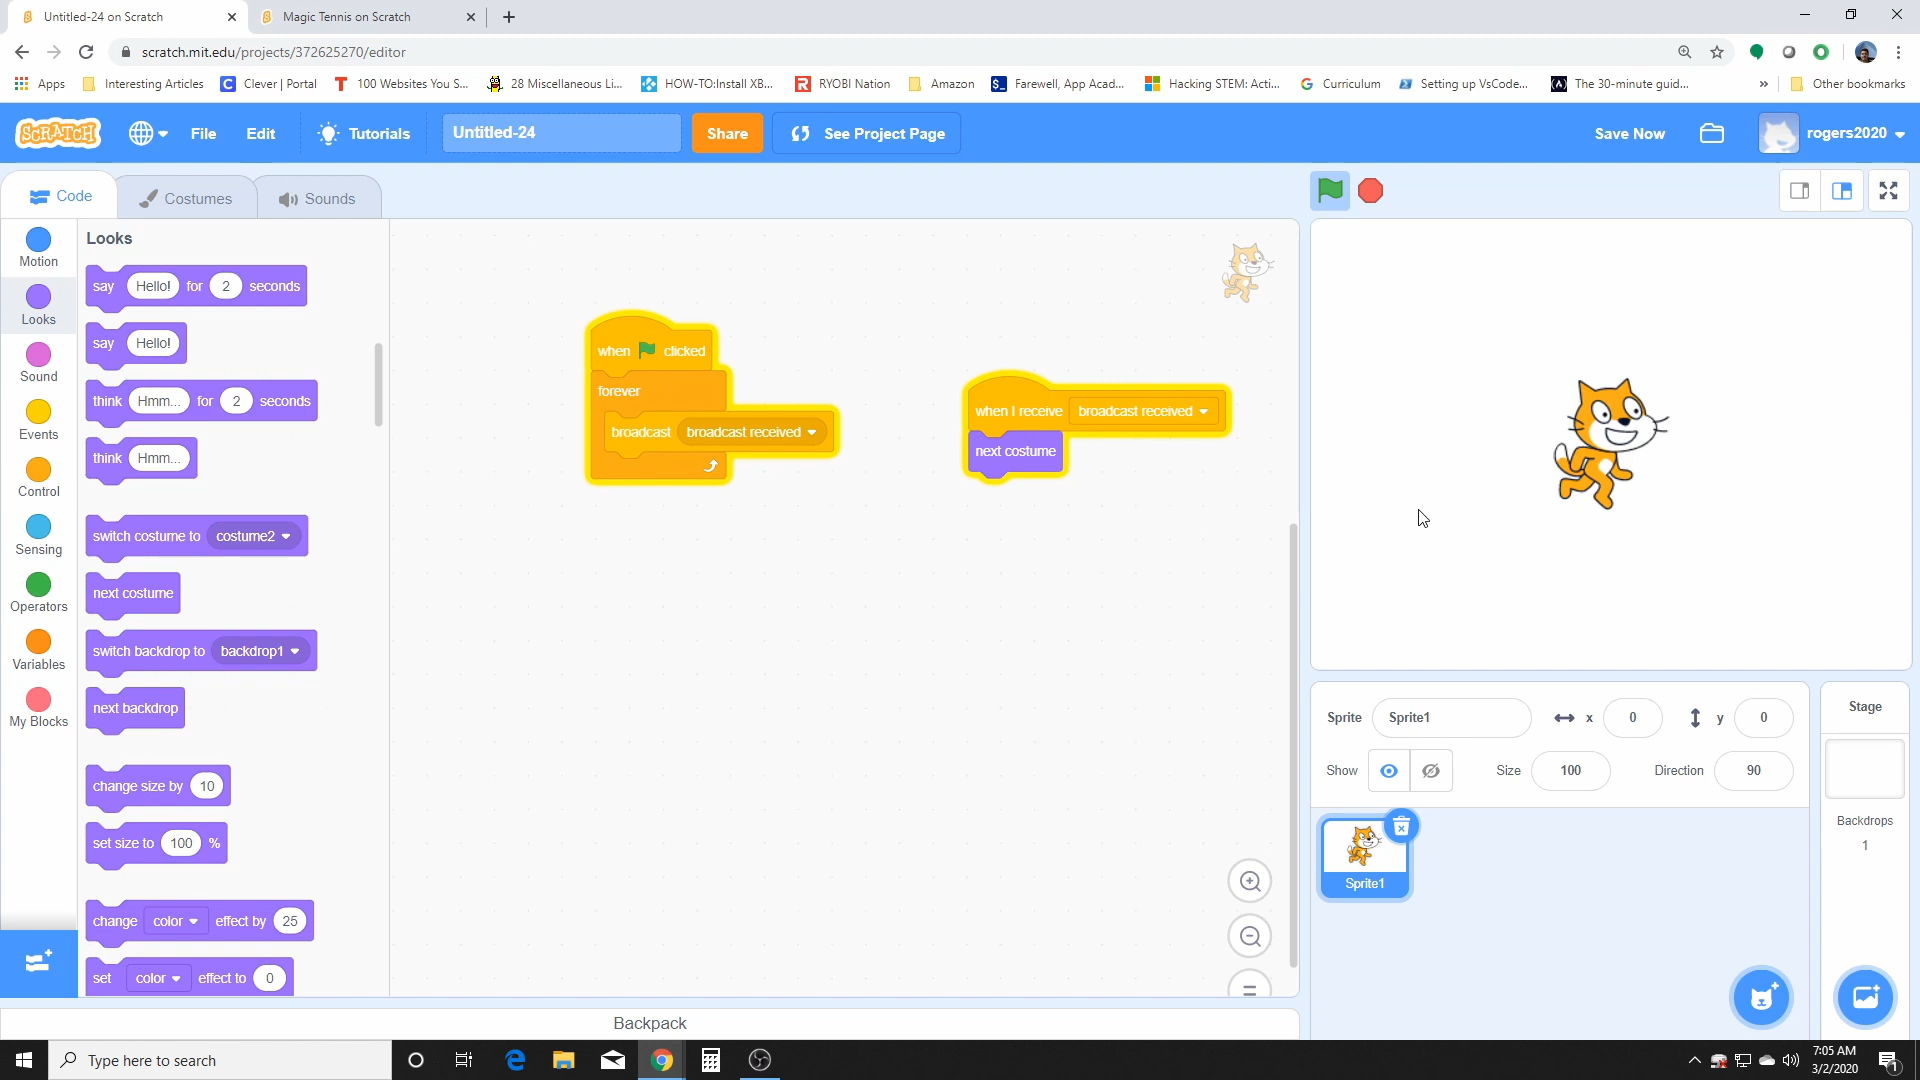 Untitled-24 on Scratch
Magic Tennis on Scratch
scratch.mit.edu/projects/372625270/editor
Apps
Interesting Articles
Clever | Portal
100 Websites You S...
28 Miscellaneous Li...
HOW-TO:Install XB...
RYOBI Nation
Amazon
Farewell, App Acad...
Hacking STEM: Acti...
Curriculum
Setting up VsCode...
The 30-minute guid...
»
Other bookmarks
SCRATCH
File
Edit
Tutorials
Untitled-24
Share
See Project Page
Save Now
rogers2020
Code
Costumes
Sounds
Motion
Looks
Sound
Events
Control
Sensing
Operators
Variables
My Blocks
Looks
say Hello! for 2 seconds
say Hello!
think Hmm... for 2 seconds
think Hmm...
switch costume to costume2
next costume
switch backdrop to backdrop1
next backdrop
change size by 10
set size to 100 %
change color effect by 25
set color effect to 0
when clicked
forever
broadcast broadcast received
when I receive broadcast received
next costume
Sprite Sprite1 x 0 y 0
Show Size 100 Direction 90
Sprite1
Stage
Backdrops
1
Backpack
Type here to search
7:05 AM
3/2/2020
1